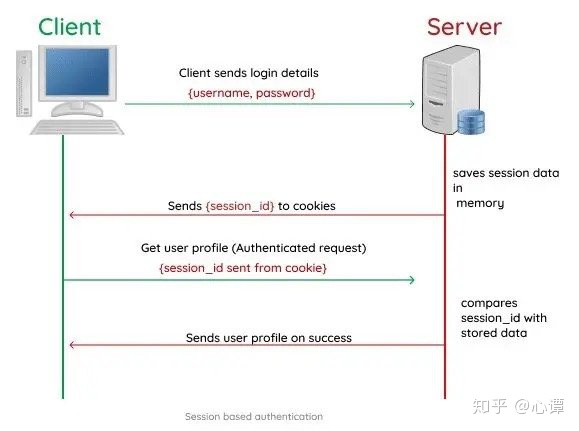 Client
Server
Client sends login details
{username, password}
saves session data
in
memory
Sends {session_id} to cookies
Get user profile (Authenticated request)
{session_id sent from cookie}
compares
session_id with
stored data
Sends user profile on success
Session based authentication
知乎 @心谭